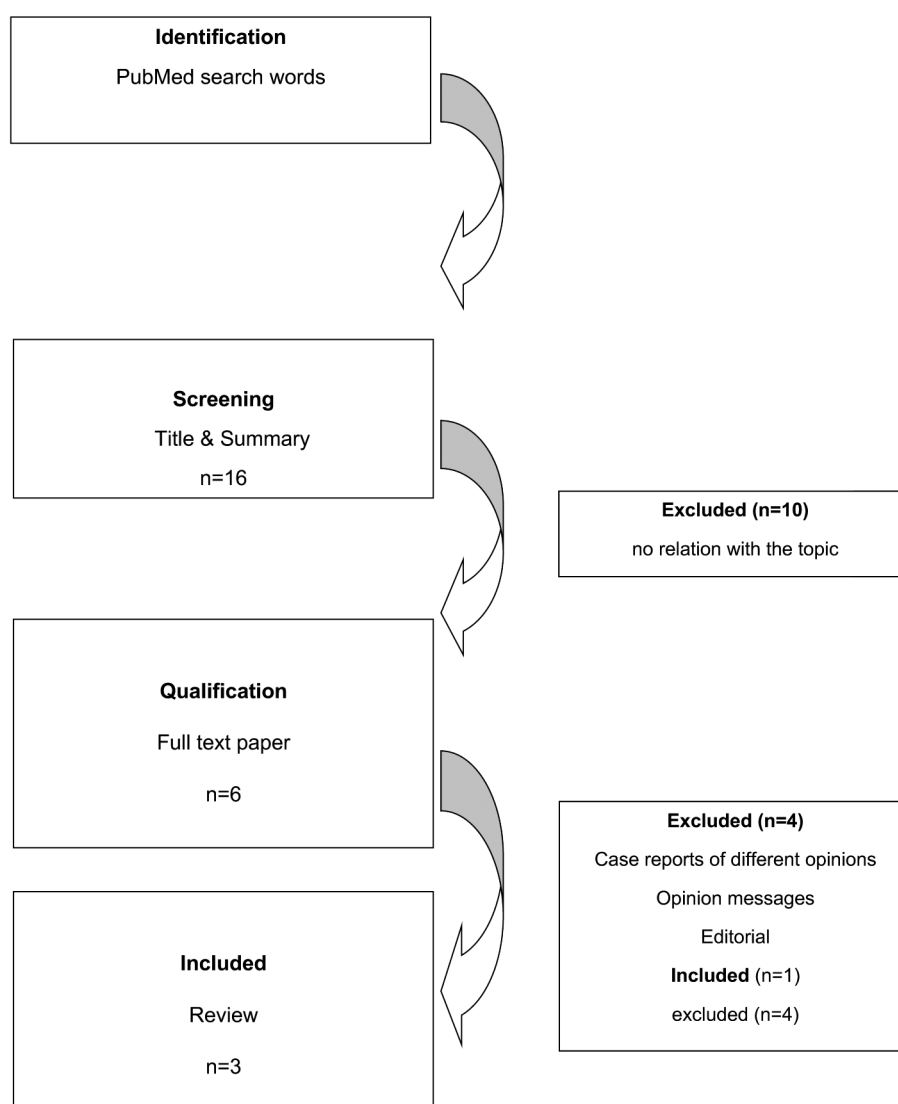 Identification
PubMed search words
Screening
Title & Summary
n=16
Excluded (n=10)
no relation with the topic
Qualification
Full text paper
n=6
Excluded (n=4)
Case reports of different opinions
Opinion messages
Editorial
Included (n=1)
excluded (n=4)
Included
Review
n=3